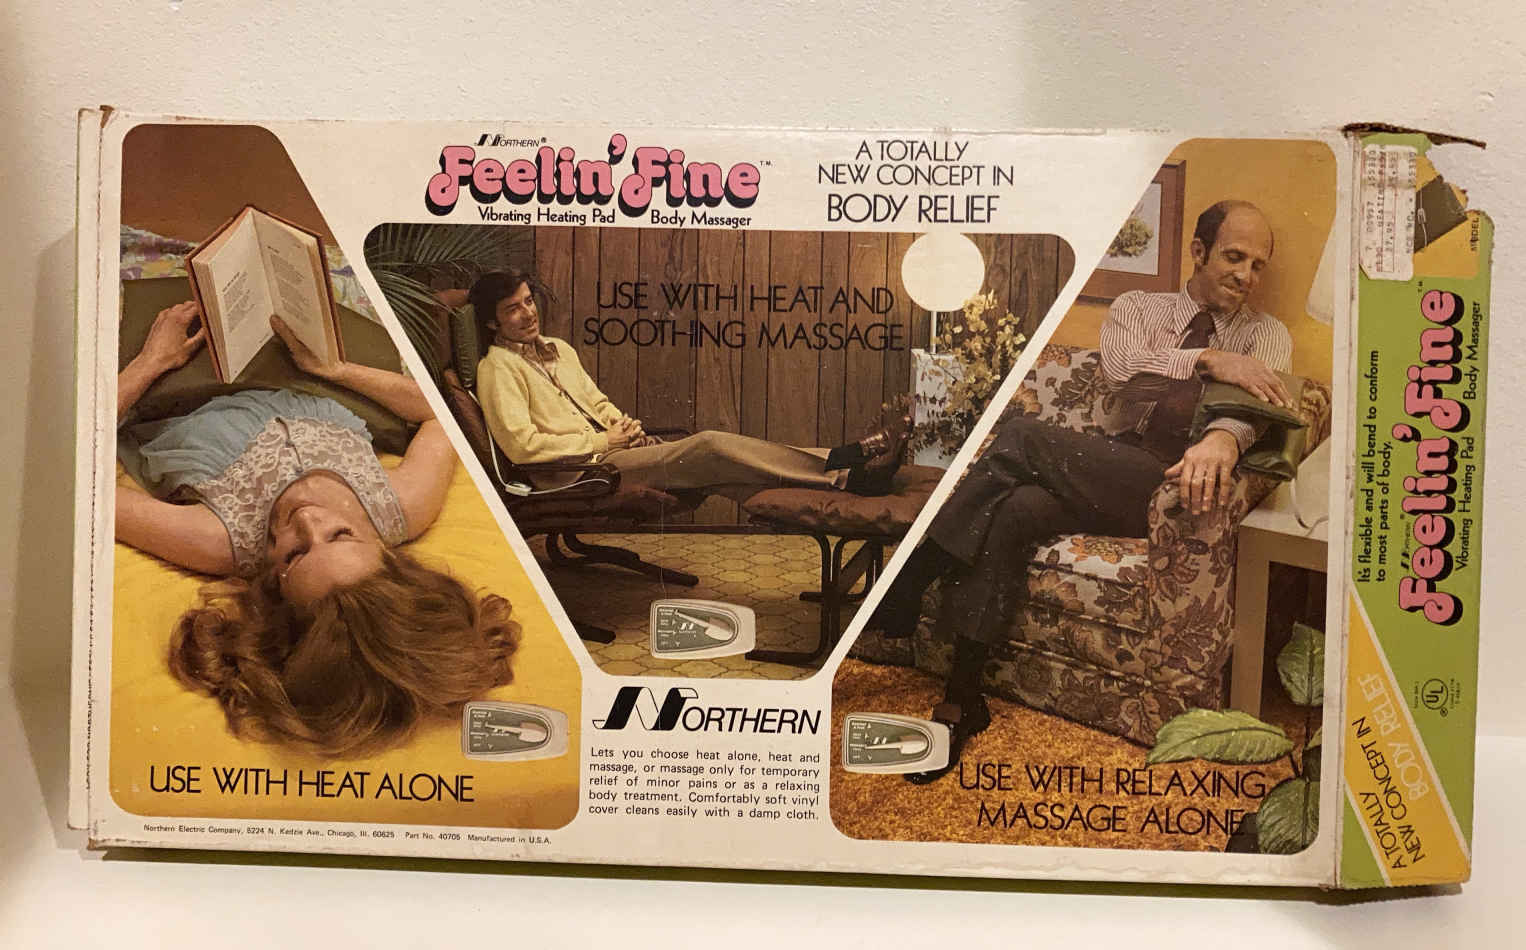 NORTHERN®
Feelin' Fine™
Vibrating Heating Pad Body Massager
A TOTALLY
NEW CONCEPT IN
BODY RELIEF
USE WITH HEAT AND
SOOTHING MASSAGE
USE WITH HEAT ALONE
NORTHERN
Lets you choose heat alone, heat and
massage, or massage only for temporary
relief of minor pains or as a relaxing
body treatment. Comfortably soft vinyl
cover cleans easily with a damp cloth.
USE WITH RELAXING
MASSAGE ALONE
Northern Electric Company, 5224 N. Kedzie Ave., Chicago, Ill. 60625 Part No. 40705 Manufactured in U.S.A.
It's flexible and will bend to conform
to most parts of body.
NORTHERN®
Feelin' Fine™
Vibrating Heating Pad Body Massager
MODEL
UL®
A TOTALLY
NEW CONCEPT IN
BODY RELIEF